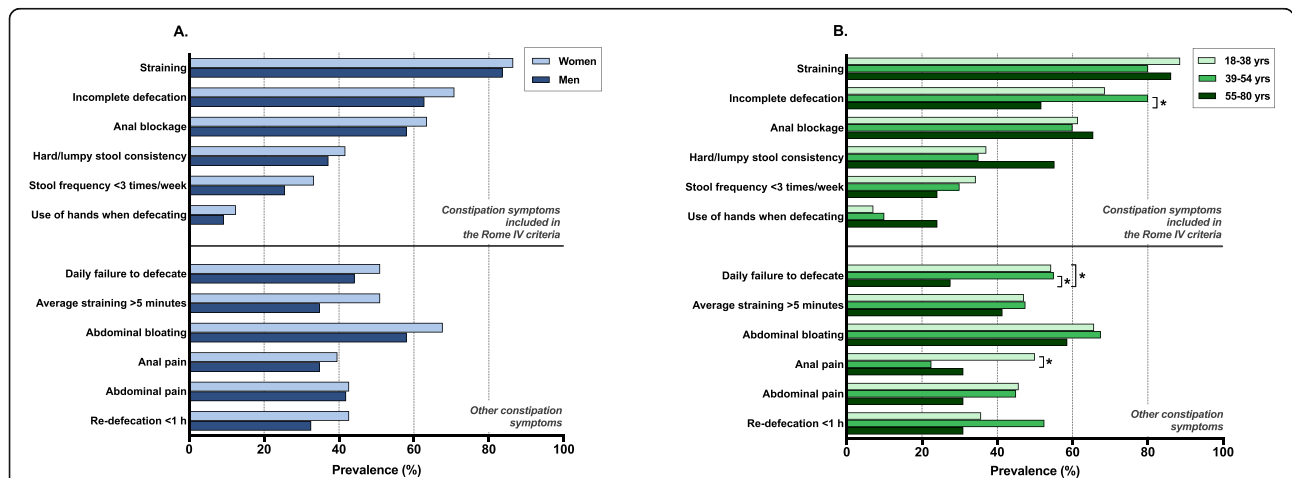 A.
Women
Men
Straining
Incomplete defecation
Anal blockage
Hard/lumpy stool consistency
Stool frequency <3 times/week
Use of hands when defecating
Constipation symptoms
included in
the Rome IV criteria
Daily failure to defecate
Average straining >5 minutes
Abdominal bloating
Anal pain
Abdominal pain
Re-defecation <1 h
Other constipation
symptoms
0 20 40 60 80 100
Prevalence (%)
B.
18-38 yrs
39-54 yrs
55-80 yrs
Straining
Incomplete defecation
*
Anal blockage
Hard/lumpy stool consistency
Stool frequency <3 times/week
Use of hands when defecating
Constipation symptoms
included in
the Rome IV criteria
Daily failure to defecate
* *
Average straining >5 minutes
Abdominal bloating
Anal pain
*
Abdominal pain
Re-defecation <1 h
Other constipation
symptoms
0 20 40 60 80 100
Prevalence (%)